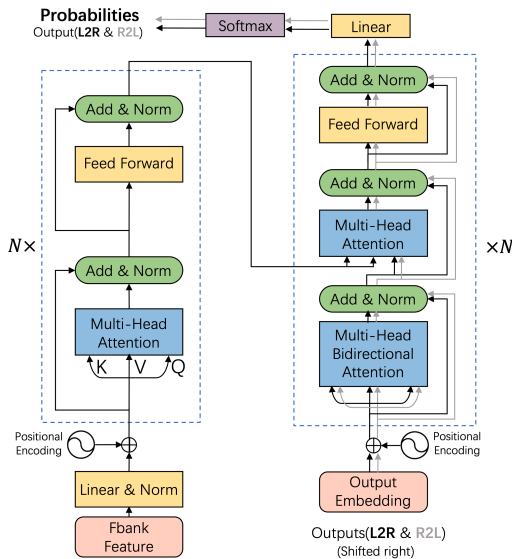 Probabilities
Output(L2R & R2L)
Softmax
Linear
Add & Norm
Feed Forward
N×
Add & Norm
Multi-Head
Attention
K
V
Q
Positional
Encoding
Linear & Norm
Fbank
Feature
Add & Norm
Feed Forward
Add & Norm
Multi-Head
Attention
×N
Add & Norm
Multi-Head
Bidirectional
Attention
Positional
Encoding
Output
Embedding
Outputs(L2R & R2L)
(Shifted right)